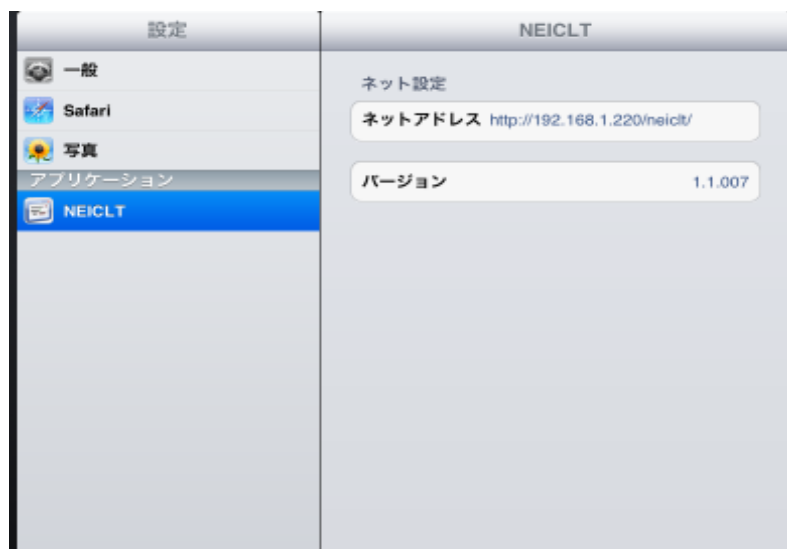 設定
一般
Safari
写真
アプリケーション
NEICLT
NEICLT
ネット設定
ネットアドレス http://192.168.1.220/neiclt/
バージョン 1.1.007